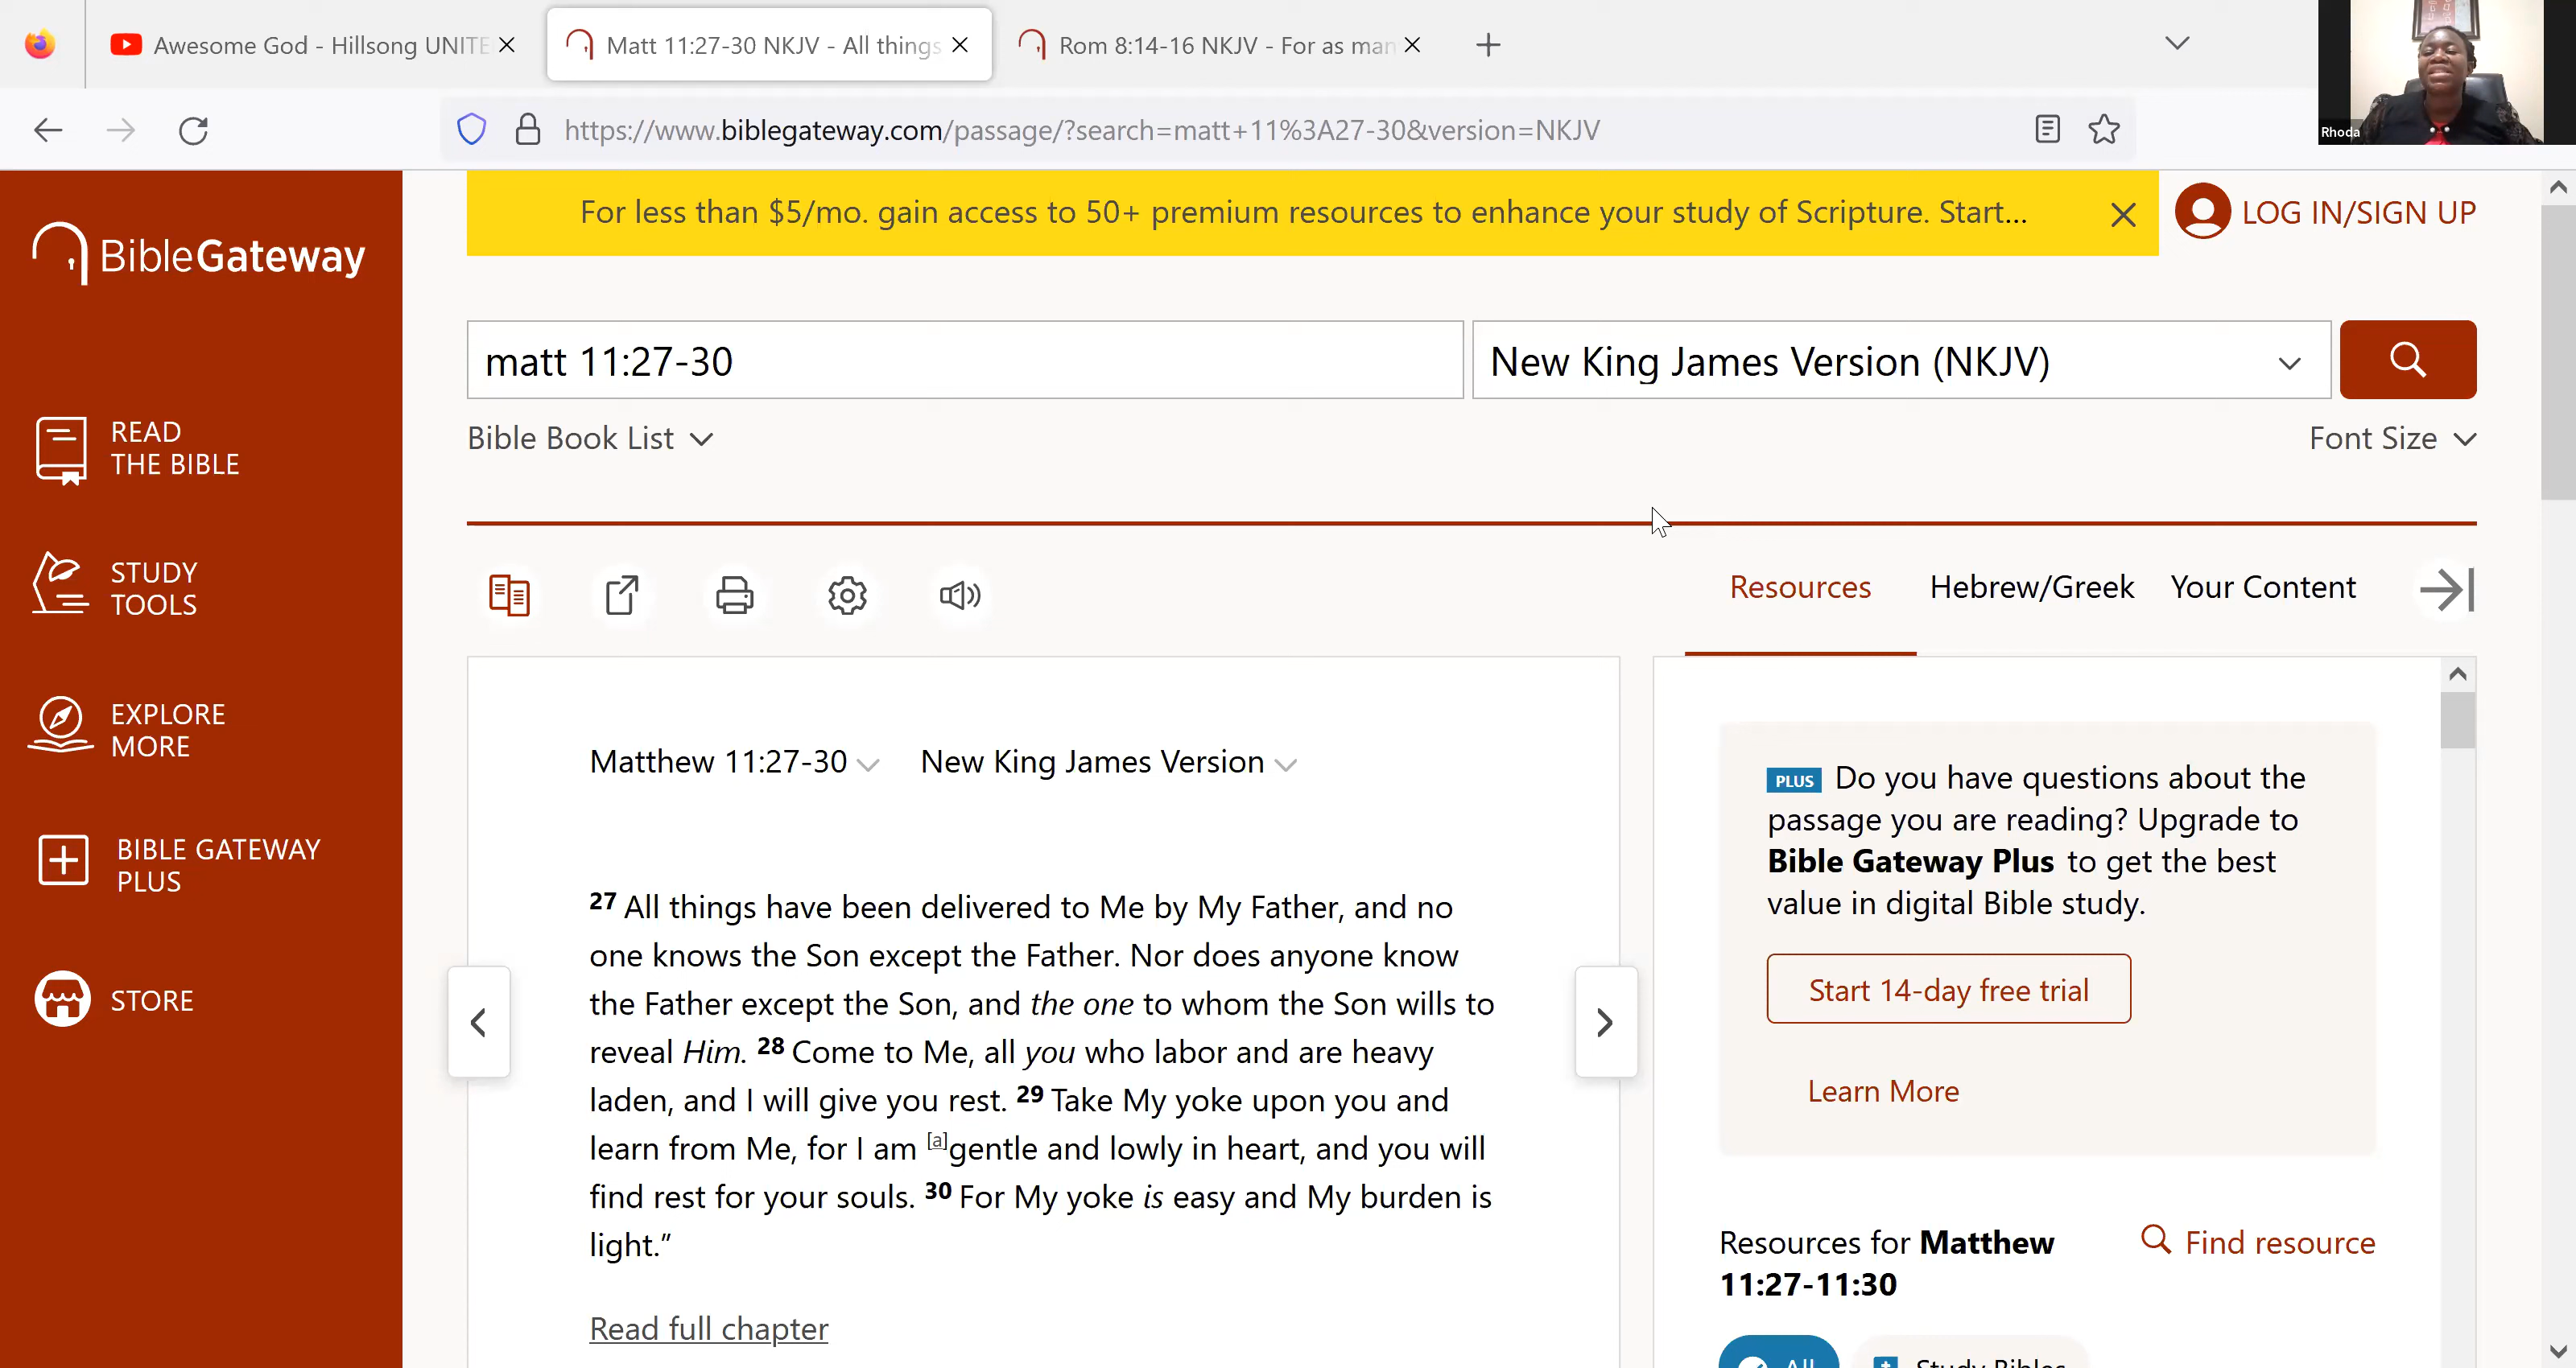 Awesome God - Hillsong UNITE
Matt 11:27-30 NKJV - All things
Rom 8:14-16 NKJV - For as man
https://www.biblegateway.com/passage/?search=matt+11%3A27-30&version=NKJV
Rhoda
BibleGateway
For less than $5/mo. gain access to 50+ premium resources to enhance your study of Scripture. Start...
LOG IN/SIGN UP
matt 11:27-30
New King James Version (NKJV)
Bible Book List
Font Size
READ
THE BIBLE
STUDY
TOOLS
EXPLORE
MORE
BIBLE GATEWAY
PLUS
STORE
Resources
Hebrew/Greek
Your Content
Matthew 11:27-30
New King James Version
27 All things have been delivered to Me by My Father, and no
one knows the Son except the Father. Nor does anyone know
the Father except the Son, and the one to whom the Son wills to
reveal Him. 28 Come to Me, all you who labor and are heavy
laden, and I will give you rest. 29 Take My yoke upon you and
learn from Me, for I am [a]gentle and lowly in heart, and you will
find rest for your souls. 30 For My yoke is easy and My burden is
light.”
Read full chapter
PLUS Do you have questions about the
passage you are reading? Upgrade to
Bible Gateway Plus to get the best
value in digital Bible study.
Start 14-day free trial
Learn More
Resources for Matthew
11:27-11:30
Find resource
All
Study Bibles